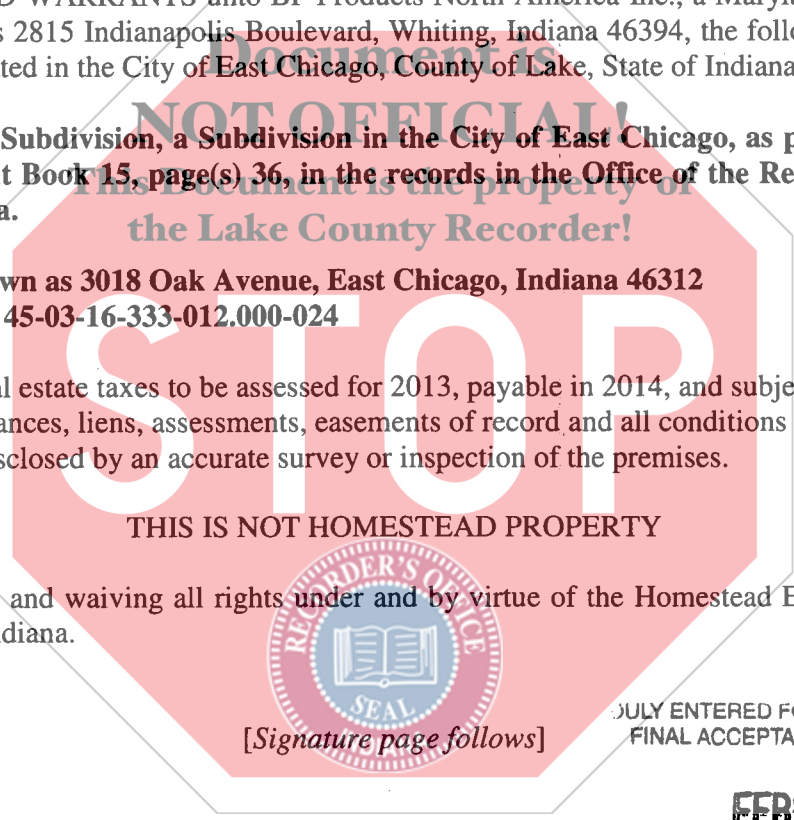 WARRANTS unto BP Products North America Inc., a
s 2815 Indianapolis Boulevard, Whiting, Indiana 46394, the
Document is
ted in the City of East Chicago, County of Lake, State of Indiana
NOT OFFICIAL!
Subdivision, a Subdivision in the City of East Chicago, as p
t Book 15, page(s) 36, in the records in the Office of the Re
This Document is the property of
a.
the Lake County Recorder!
wn as 3018 Oak Avenue, East Chicago, Indiana 46312
45-03-16-333-012.000-024
STOP
al estate taxes to be assessed for 2013, payable in 2014, and subje
ances, liens, assessments, easements of record and all conditions
sclosed by an accurate survey or inspection of the premises.
THIS IS NOT HOMESTEAD PROPERTY
and waiving all rights under and by virtue of the Homestead E
ndiana.
RECORDER'S OFFICE
SEAL
INDIANA
[Signature page follows]
DULY ENTERED FO
FINAL ACCEPTA